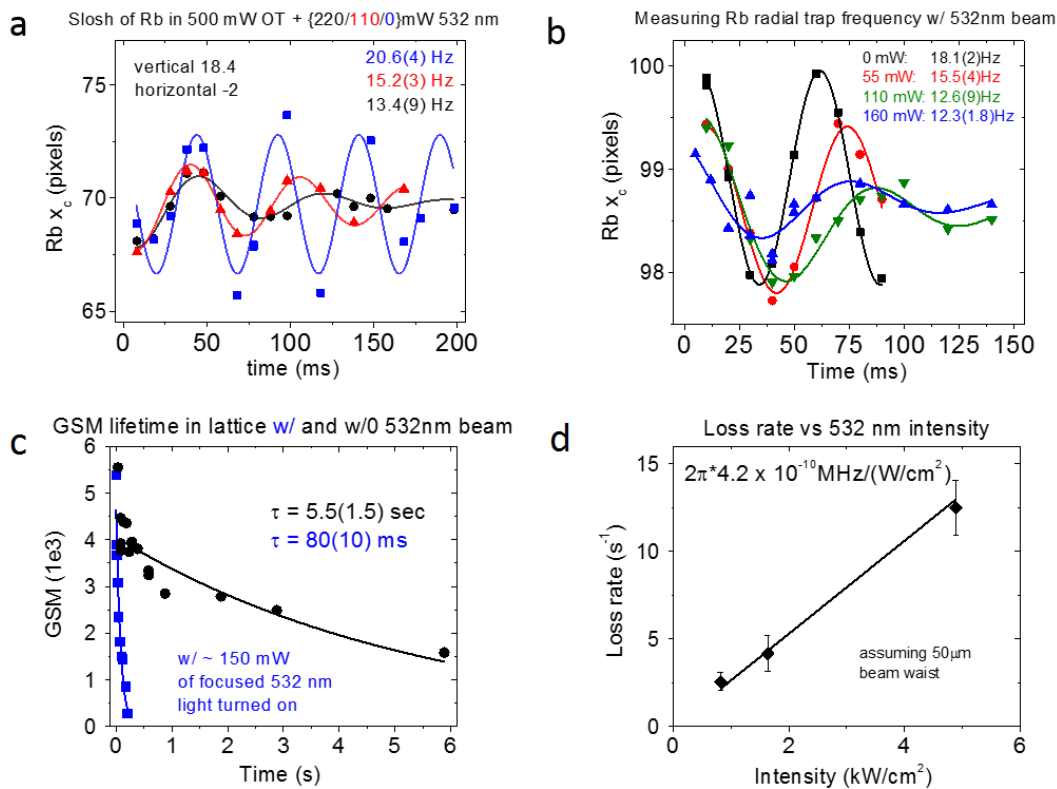 a
Slosh of Rb in 500 mW OT + {220/110/0}mW 532 nm
vertical 18.4
horizontal -2
20.6(4) Hz
15.2(3) Hz
13.4(9) Hz
75
70
65
Rb x_c (pixels)
0 50 100 150 200
time (ms)
b
Measuring Rb radial trap frequency w/ 532nm beam
0 mW: 18.1(2)Hz
55 mW: 15.5(4)Hz
110 mW: 12.6(9)Hz
160 mW: 12.3(1.8)Hz
100
99
98
Rb x_c (pixels)
0 25 50 75 100 125 150
Time (ms)
c
GSM lifetime in lattice w/ and w/0 532nm beam
τ = 5.5(1.5) sec
τ = 80(10) ms
w/ ~ 150 mW
of focused 532 nm
light turned on
6
5
4
3
2
1
0
GSM (1e3)
0 1 2 3 4 5 6
Time (s)
d
Loss rate vs 532 nm intensity
2π*4.2 x 10^-10 MHz/(W/cm^2)
assuming 50μm
beam waist
15
10
5
0
Loss rate (s^-1)
0 2 4 6
Intensity (kW/cm^2)